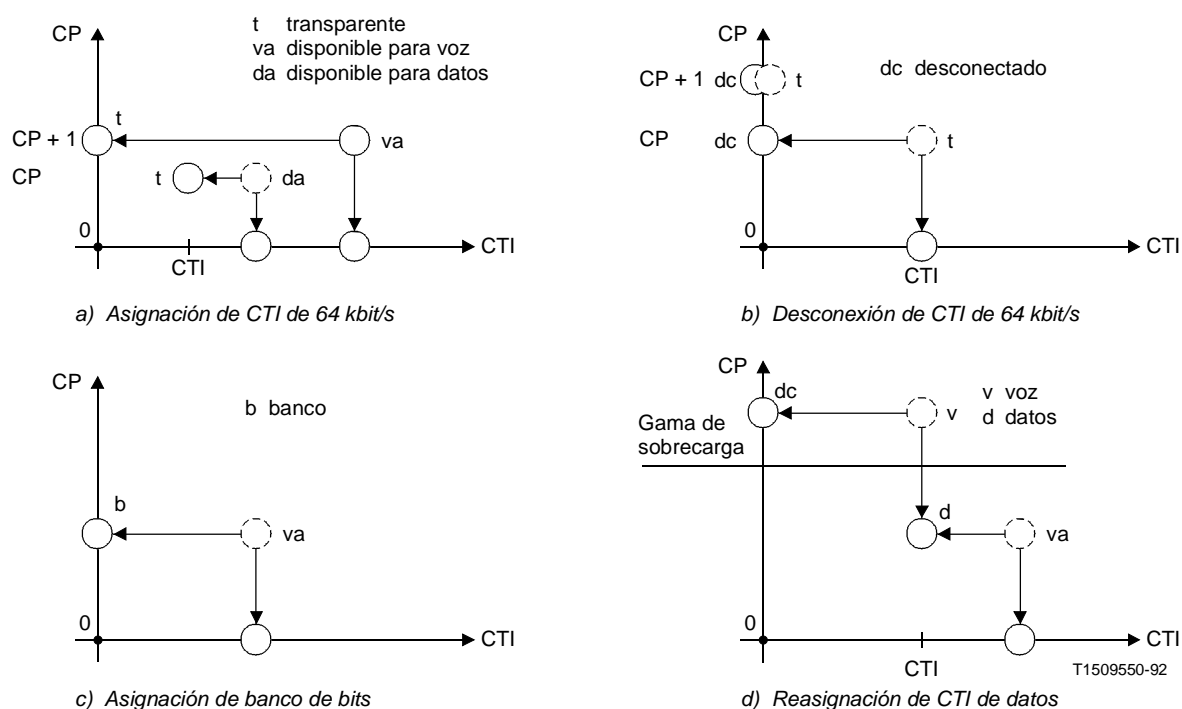 CP
t transparente
va disponible para voz
da disponible para datos
t
CP + 1
va
CP
t
da
0
CTI
CTI
a) Asignación de CTI de 64 kbit/s
CP
dc desconectado
CP + 1 dc t
CP dc t
0
CTI
CTI
b) Desconexión de CTI de 64 kbit/s
CP
b banco
b
va
0
CTI
c) Asignación de banco de bits
CP
dc
v voz
v d datos
Gama de
sobrecarga
d
va
0
CTI
CTI
T1509550-92
d) Reasignación de CTI de datos